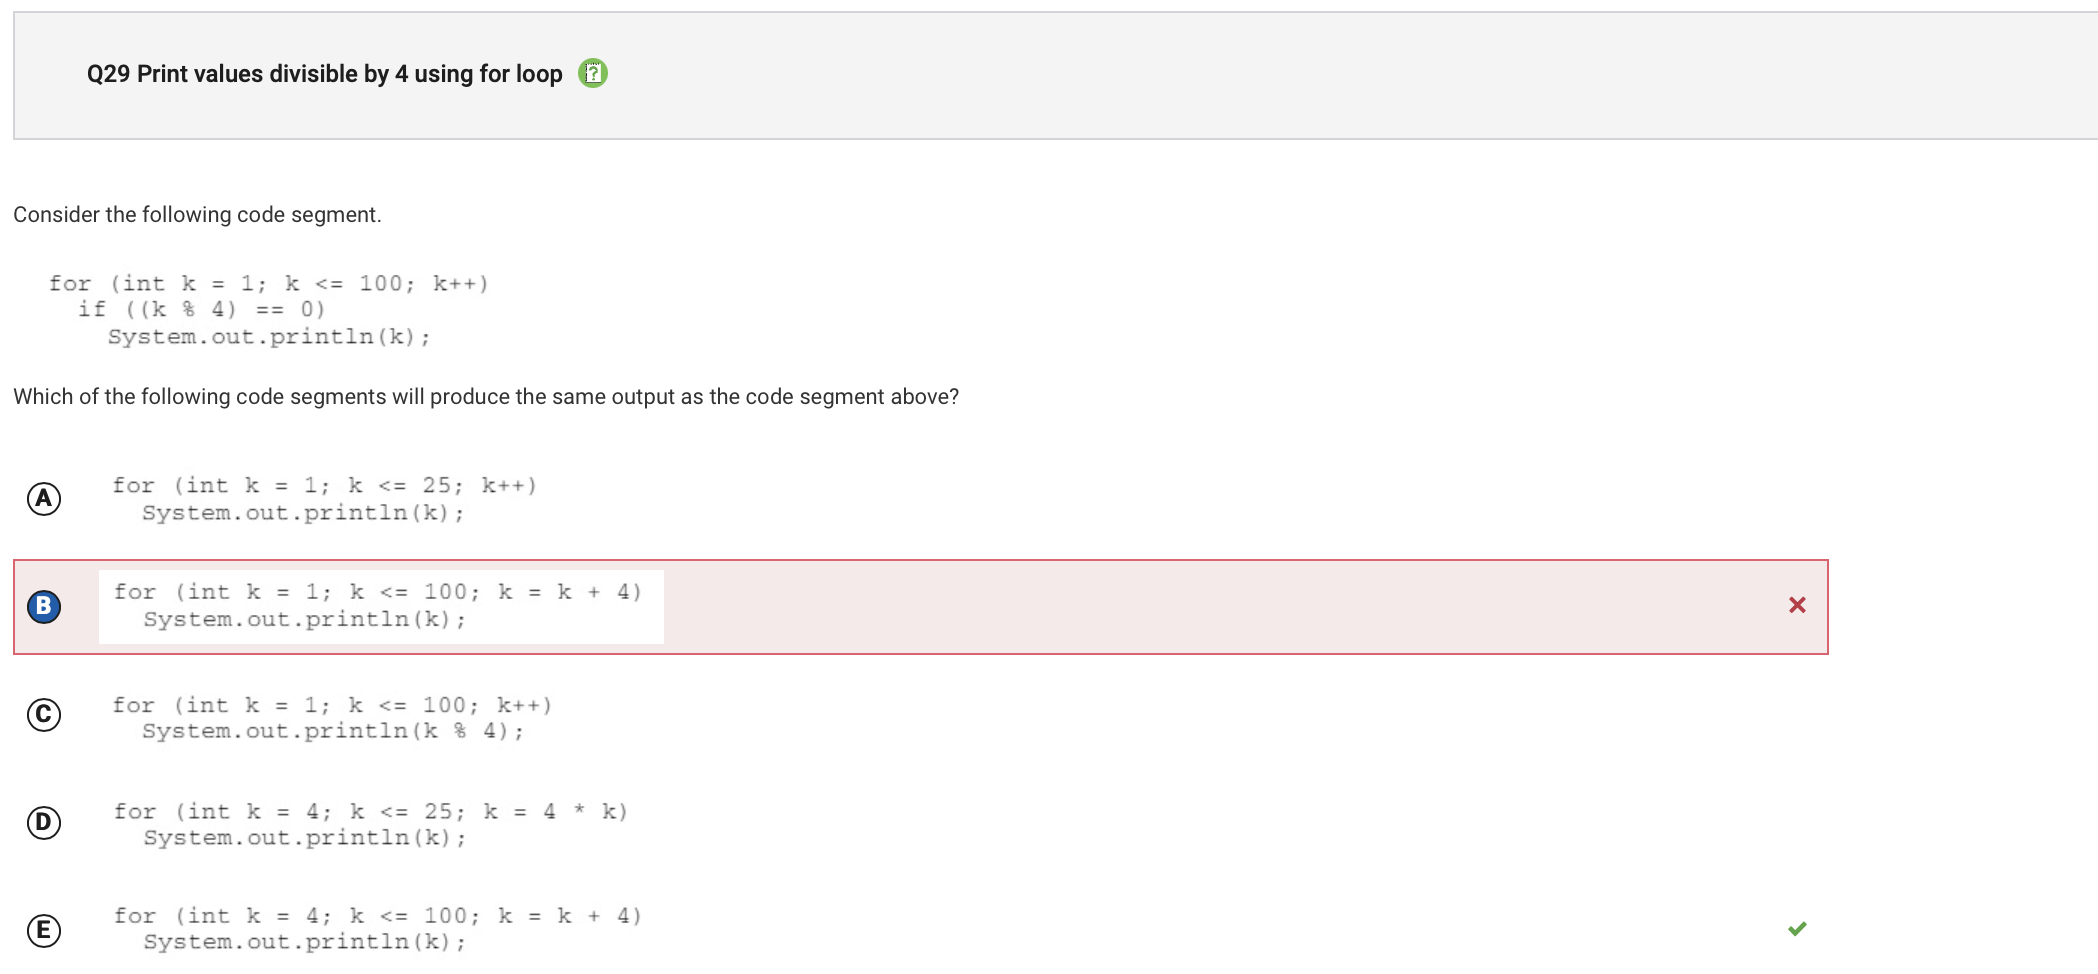 Q29 Print values divisible by 4 using for loop ?
Consider the following code segment.
for (int k = 1; k <= 100; k++)
if ((k % 4) == 0)
System.out.println(k);
Which of the following code segments will produce the same output as the code segment above?
A
for (int k = 1; k <= 25; k++)
System.out.println(k);
B
for (int k = 1; k <= 100; k = k + 4)
System.out.println(k);
C
for (int k = 1; k <= 100; k++)
System.out.println(k % 4);
D
for (int k = 4; k <= 25; k = 4 * k)
System.out.println(k);
E
for (int k = 4; k <= 100; k = k + 4)
System.out.println(k);